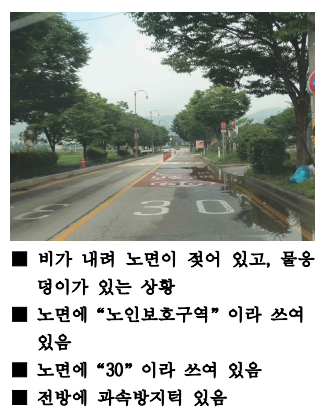 30
■ 비가 내려 노면이 젖어 있고, 물웅
덩이가 있는 상황
■ 노면에 “노인보호구역” 이라 쓰여
있음
■ 노면에 “30” 이라 쓰여 있음
■ 전방에 과속방지턱 있음